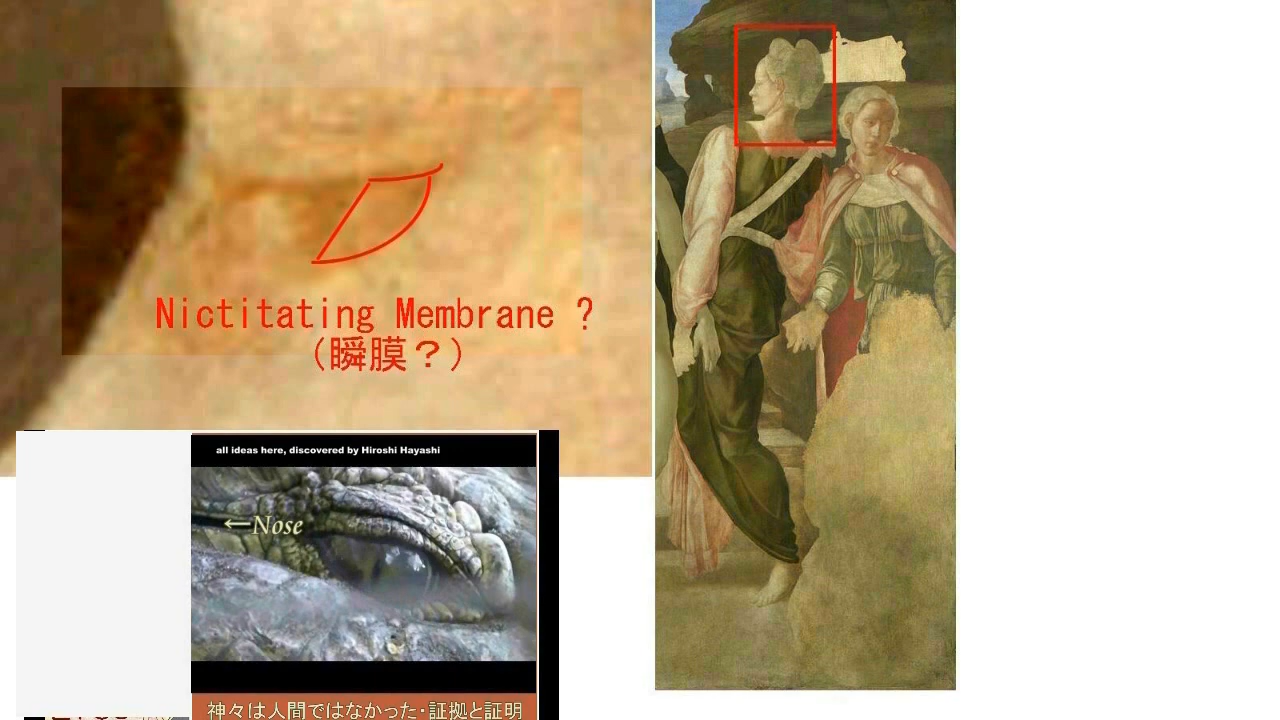 Nictitating Membrane ?
（瞬膜？）
all ideas here, discovered by Hiroshi Hayashi
←Nose
神々は人間ではなかった・証拠と証明